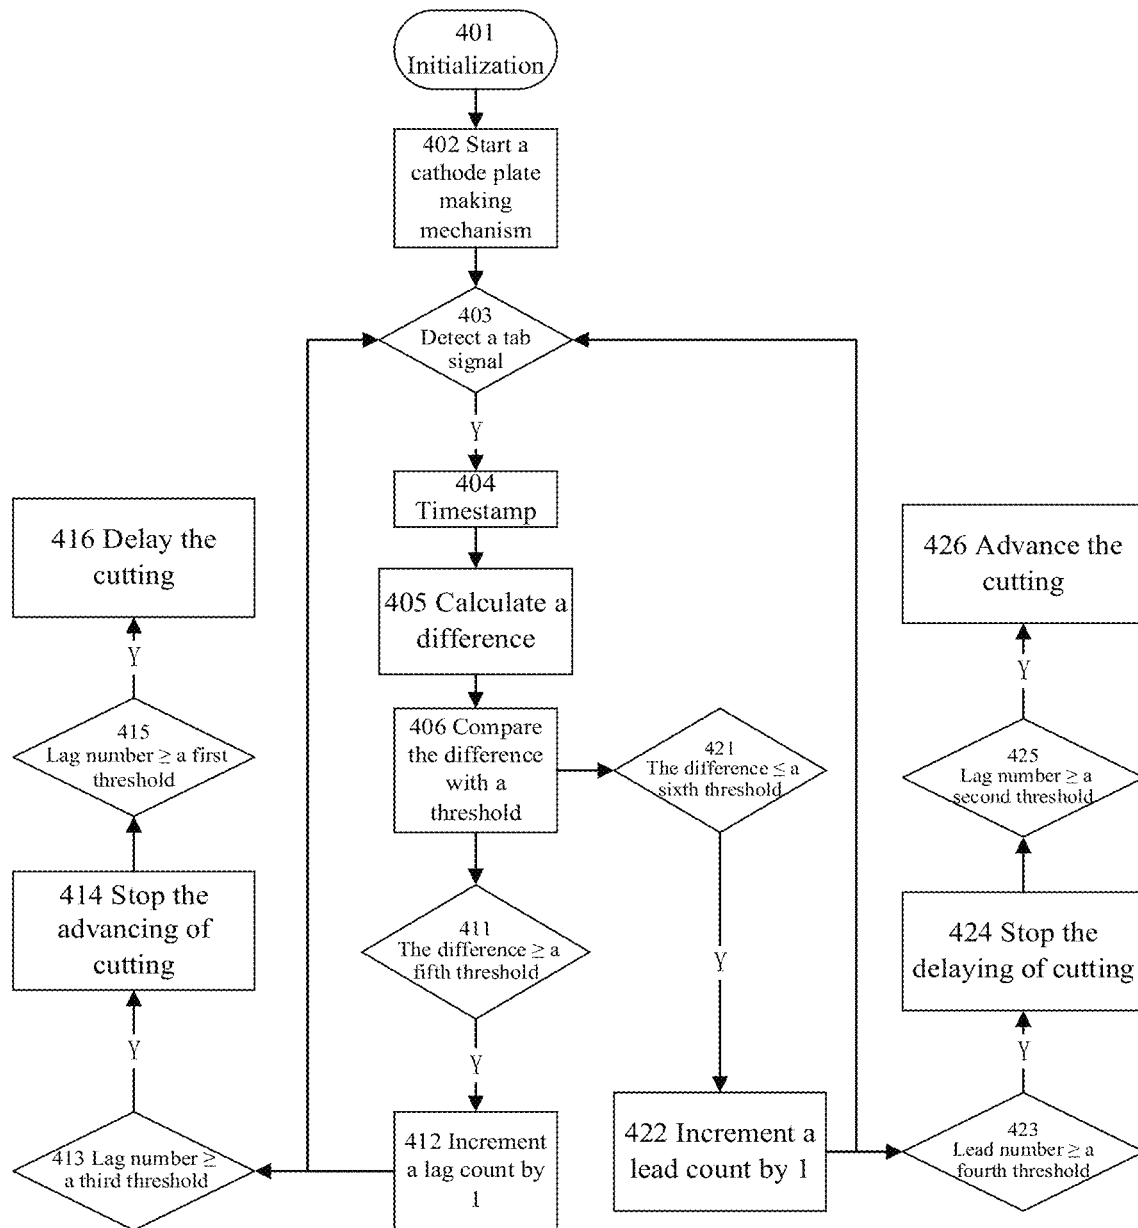 401
Initialization
402 Start a
cathode plate
making
mechanism
403
Detect a tab
signal
Y
404
Timestamp
405 Calculate a
difference
406 Compare
the difference
with a
threshold
421
The difference ≤ a
sixth threshold
411
The difference ≥ a
fifth threshold
Y
Y
412 Increment
a lag count by
1
422 Increment a
lead count by 1
416 Delay the
cutting
Y
415
Lag number ≥ a first
threshold
414 Stop the
advancing of
cutting
Y
413 Lag number ≥
a third threshold
426 Advance the
cutting
Y
425
Lag number ≥ a
second threshold
424 Stop the
delaying of cutting
Y
423
Lead number ≥ a
fourth threshold